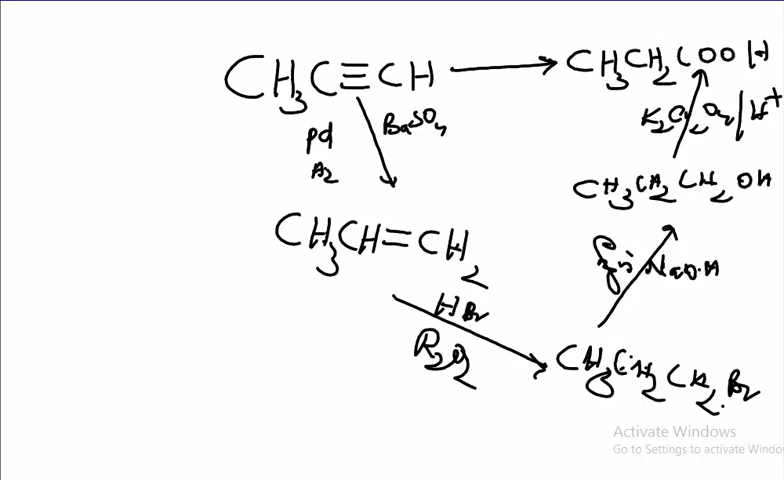 CH3C≡CH → CH3CH2COOH
Pd BaSO4
K2Cr2O7/H+
CH3CH2CH2OH
CH3CH=CH2
NaOH
HBr
R2O2
CH3CH2CH2Br
Activate Windows
Go to Settings to activate Windo